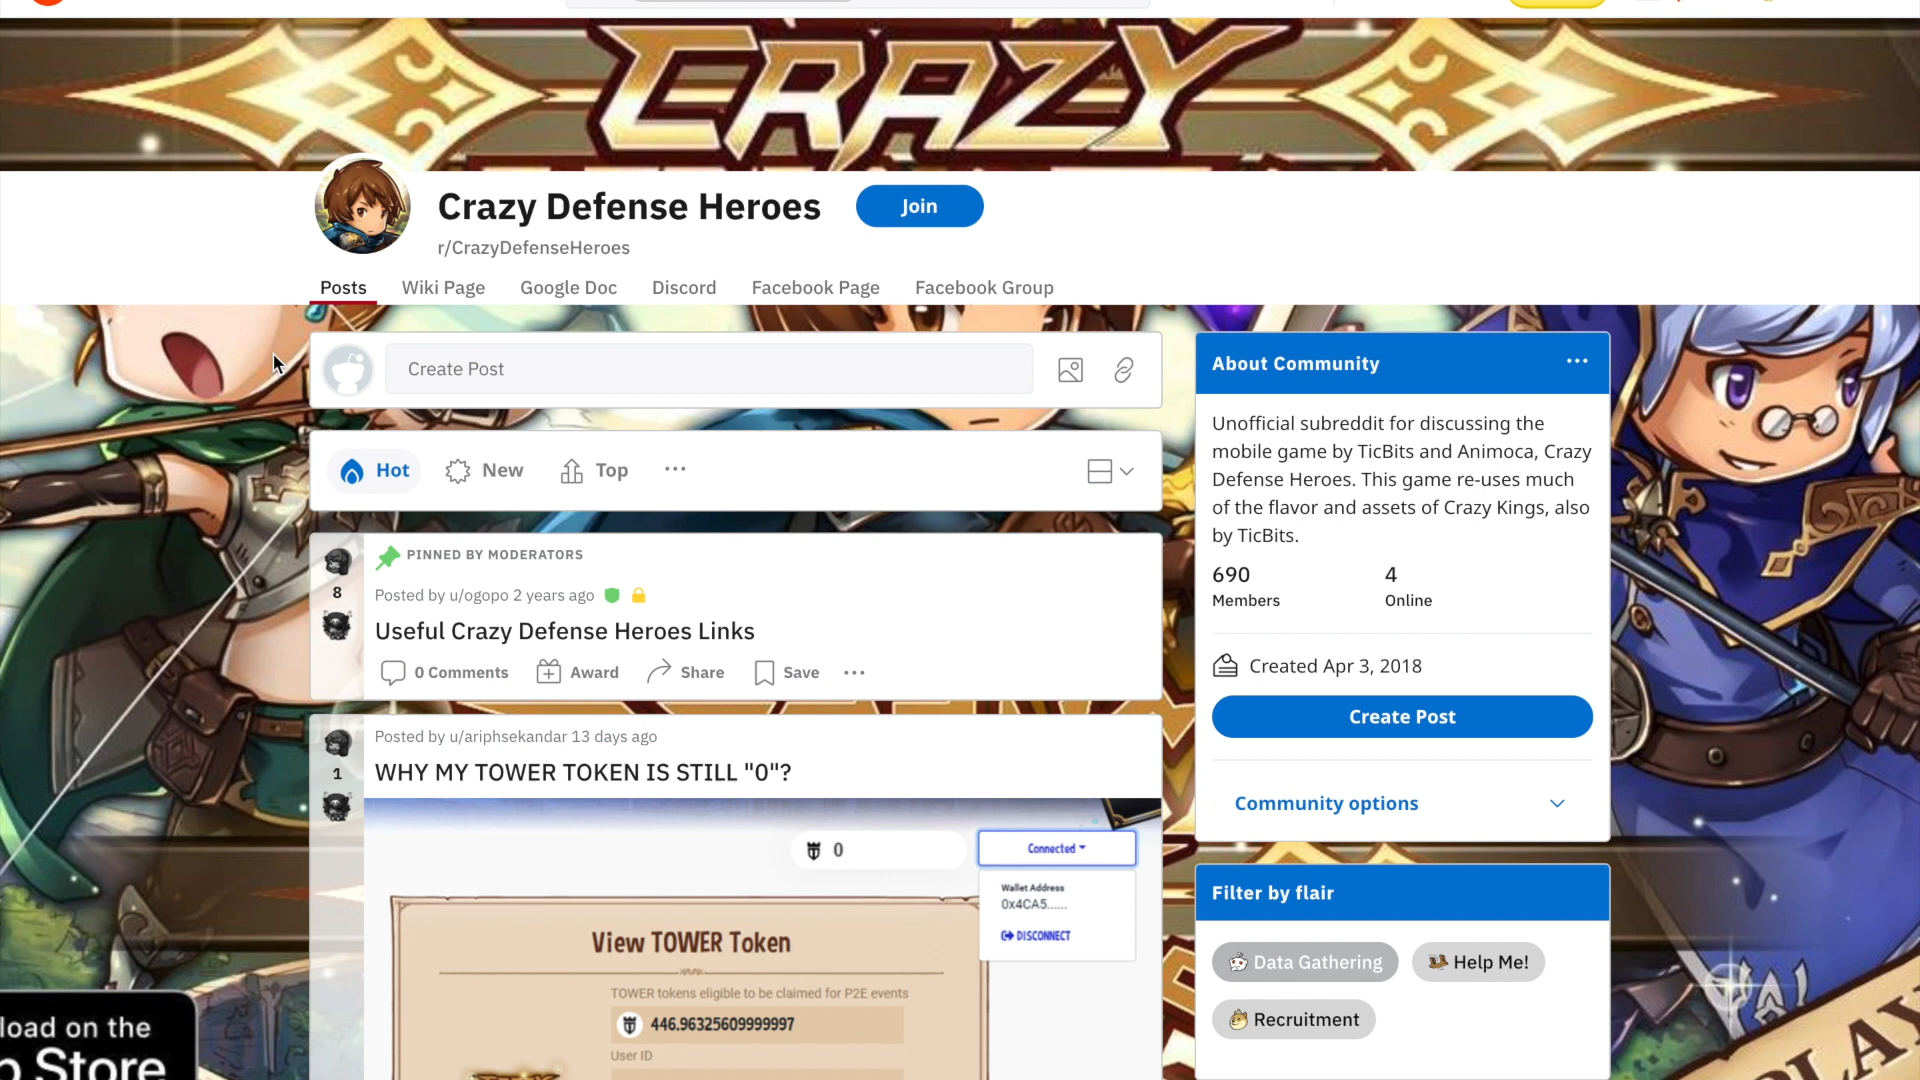 CRAZY
Crazy Defense Heroes
Join
r/CrazyDefenseHeroes
Posts
Wiki Page
Google Doc
Discord
Facebook Page
Facebook Group
Create Post
Hot
New
Top
PINNED BY MODERATORS
8
Posted by u/ogopo 2 years ago
Useful Crazy Defense Heroes Links
0 Comments
Award
Share
Save
Posted by u/ariphsekandar 13 days ago
1
WHY MY TOWER TOKEN IS STILL "0"?
0
Connected
Wallet Address
0x4CA5......
DISCONNECT
View TOWER Token
TOWER tokens eligible to be claimed for P2E events
446.96325609999997
User ID
About Community
Unofficial subreddit for discussing the
mobile game by TicBits and Animoca, Crazy
Defense Heroes. This game re-uses much
of the flavor and assets of Crazy Kings, also
by TicBits.
690
Members
4
Online
Created Apr 3, 2018
Create Post
Community options
Filter by flair
Data Gathering
Help Me!
Recruitment
load on the
p Store
PLAY